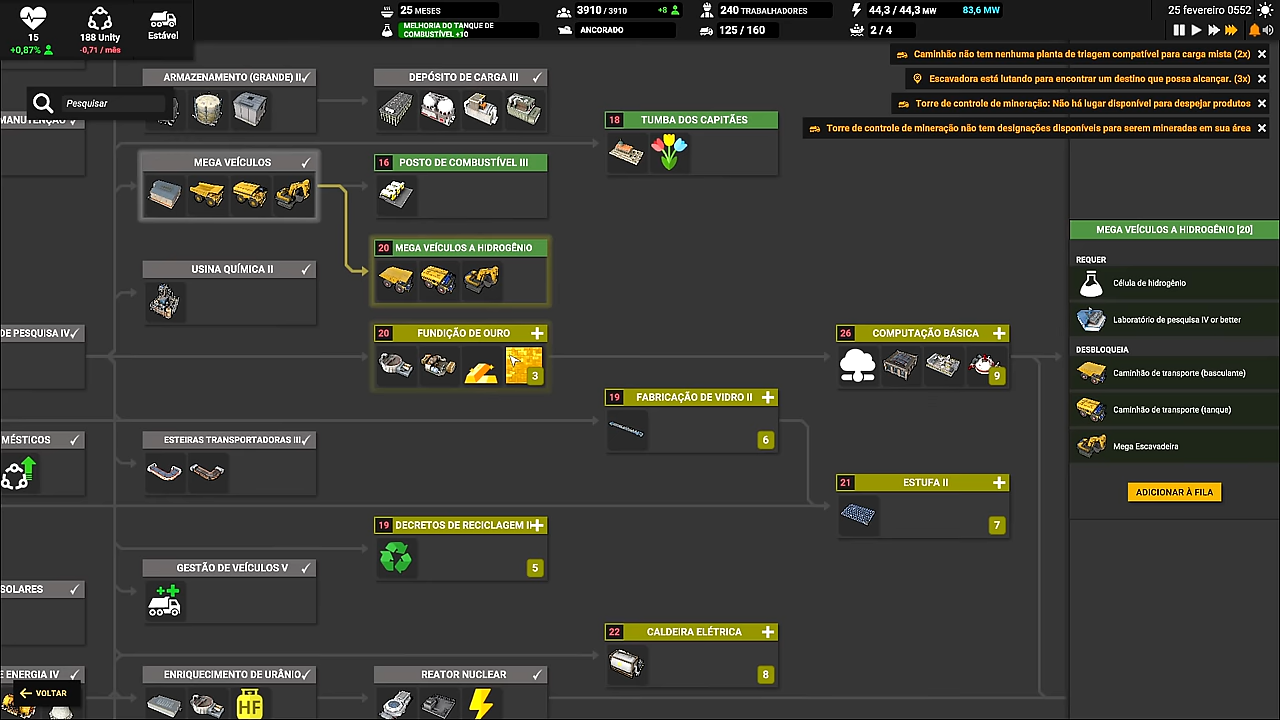 15
+0,87%
188 Unity
-0,71 / mês
Estável
25 MESES
MELHORIA DO TANQUE DE COMBUSTÍVEL +10
3910 / 3910
+8
ANCORADO
240 TRABALHADORES
125 / 160
44,3 / 44,3 MW
83,6 MW
2 / 4
25 fevereiro 0552
Caminhão não tem nenhuma planta de triagem compatível para carga mista (2x)
Escavadora está lutando para encontrar um destino que possa alcançar. (3x)
Torre de controle de mineração: Não há lugar disponível para despejar produtos
Torre de controle de mineração não tem designações disponíveis para serem mineradas em sua área
Pesquisar
ARMAZENAMENTO (GRANDE) II
DEPÓSITO DE CARGA III
MANUTENÇÃO
18 TUMBA DOS CAPITÃES
MEGA VEÍCULOS
16 POSTO DE COMBUSTÍVEL III
20 MEGA VEÍCULOS A HIDROGÊNIO
USINA QUÍMICA II
DE PESQUISA IV
20 FUNDIÇÃO DE OURO
3
26 COMPUTAÇÃO BÁSICA
9
19 FABRICAÇÃO DE VIDRO II
6
MÉSTICOS
ESTEIRAS TRANSPORTADORAS III
21 ESTUFA II
7
19 DECRETOS DE RECICLAGEM I
5
GESTÃO DE VEÍCULOS V
SOLARES
22 CALDEIRA ELÉTRICA
8
E ENERGIA IV
ENRIQUECIMENTO DE URÂNIO
HF
REATOR NUCLEAR
VOLTAR
MEGA VEÍCULOS A HIDROGÊNIO [20]
REQUER
Célula de hidrogênio
Laboratório de pesquisa IV or better
DESBLOQUEIA
Caminhão de transporte (basculante)
Caminhão de transporte (tanque)
Mega Escavadeira
ADICIONAR À FILA